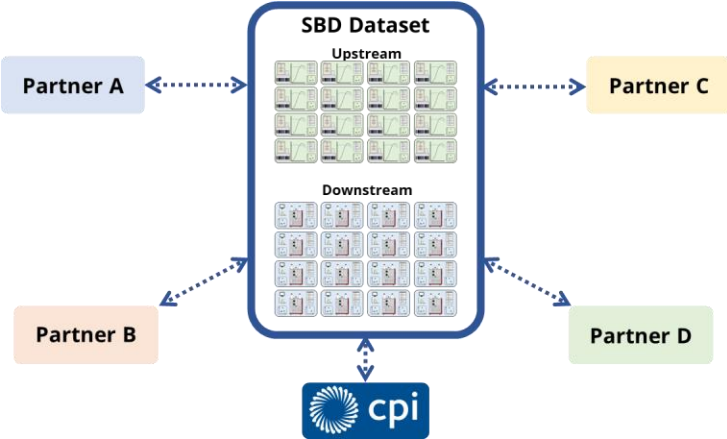 SBD Dataset
Upstream
Partner A
Partner C
Downstream
Partner B
Partner D
cpi